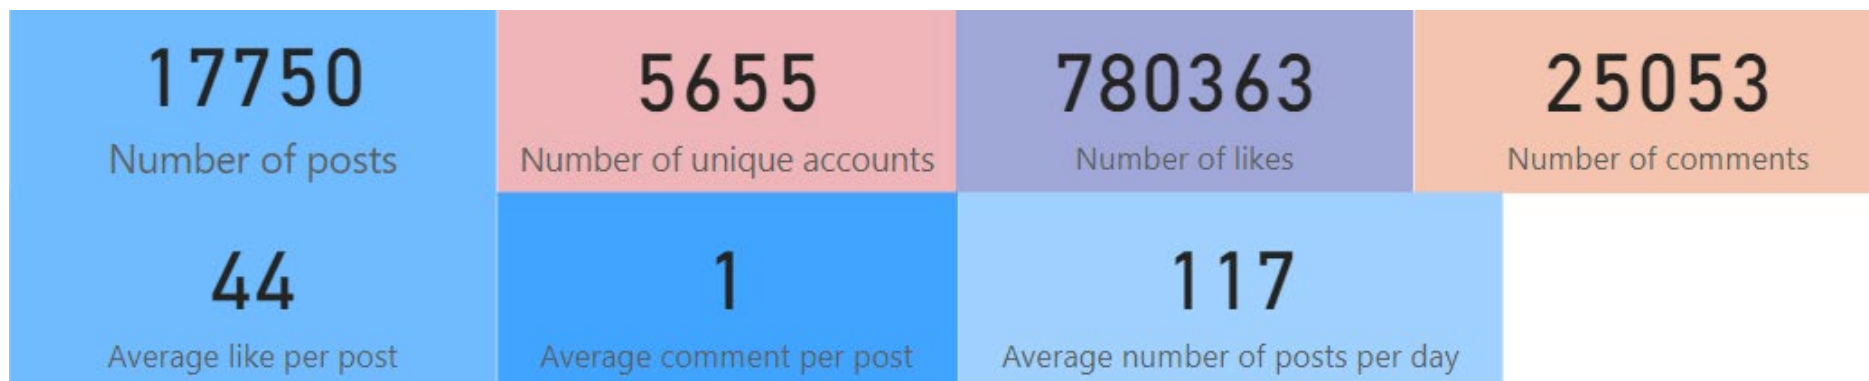 17750
Number of posts
5655
Number of unique accounts
780363
Number of likes
25053
Number of comments
44
Average like per post
1
Average comment per post
117
Average number of posts per day